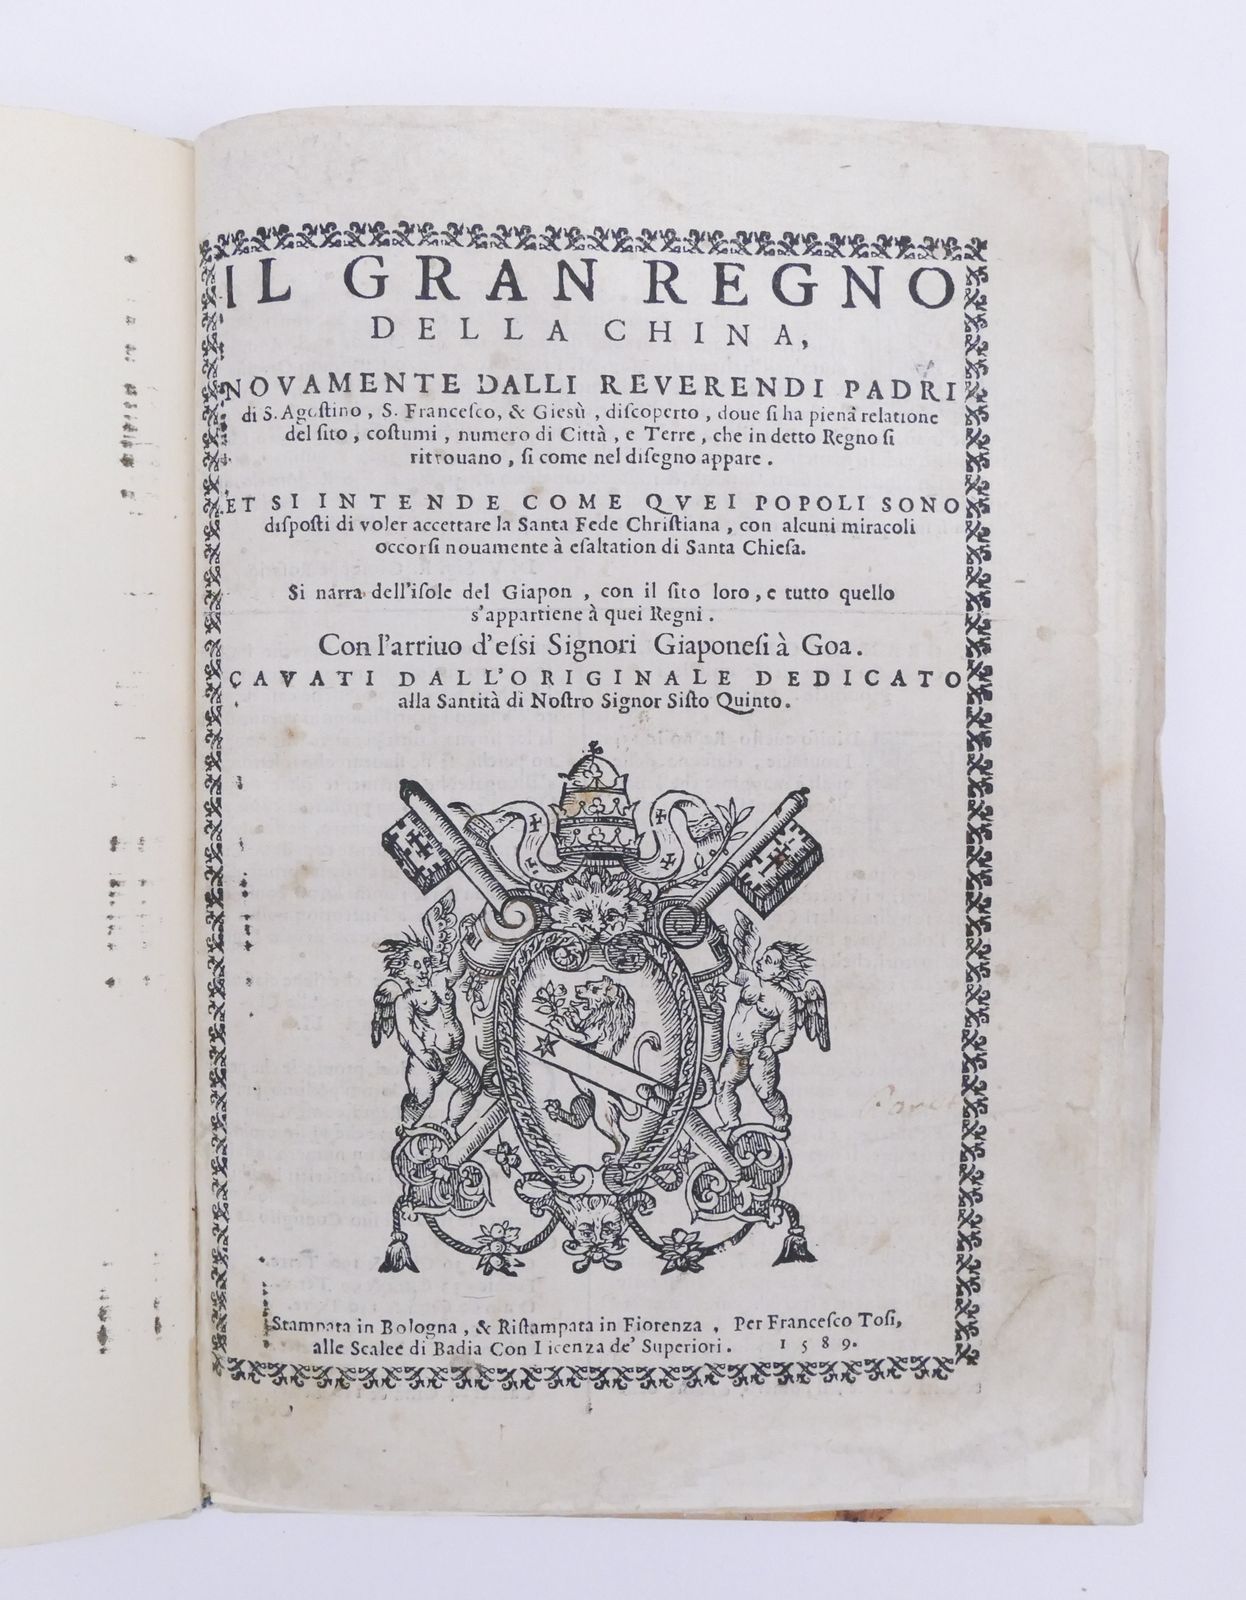 IL GRAN REGNO
DELLA CHINA,
NOVAMENTE DALLI REVERENDI PADRI
di S. Agostino, S. Francesco, & Giesù, discoperto, doue si ha piena relatione
del sito, costumi, numero di Città, e Terre, che in detto Regno si
ritrouano, si come nel disegno appare.
ET SI INTENDE COME QVEI POPOLI SONO
disposti di voler accettare la Santa Fede Christiana, con alcuni miracoli
occorsi nouamente à esaltation di Santa Chiesa.
Si narra dell'isole del Giapon, con il sito loro, e tutto quello
s'appartiene à quei Regni.
Con l'arriuo d'essi Signori Giaponesi à Goa.
CAVATI DALL'ORIGINALE DEDICATO
alla Santità di Nostro Signor Sisto Quinto.
Stampata in Bologna, & Ristampata in Fiorenza, Per Francesco Tosi,
alle Scalee di Badia Con Licenza de' Superiori. 1589.